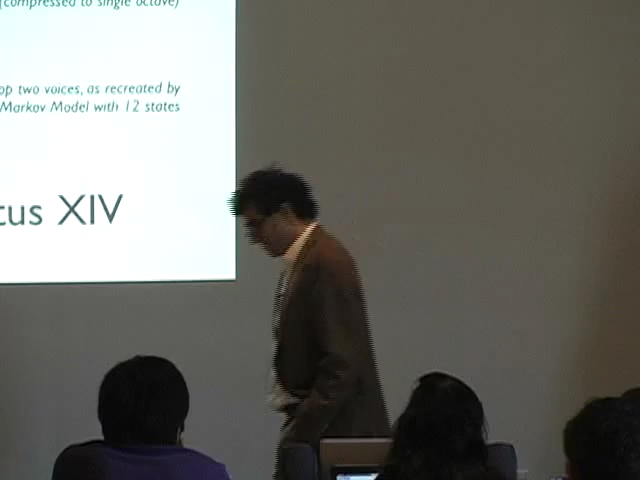 (compressed to single octave)
op two voices, as recreated by
Markov Model with 12 states
tus XIV